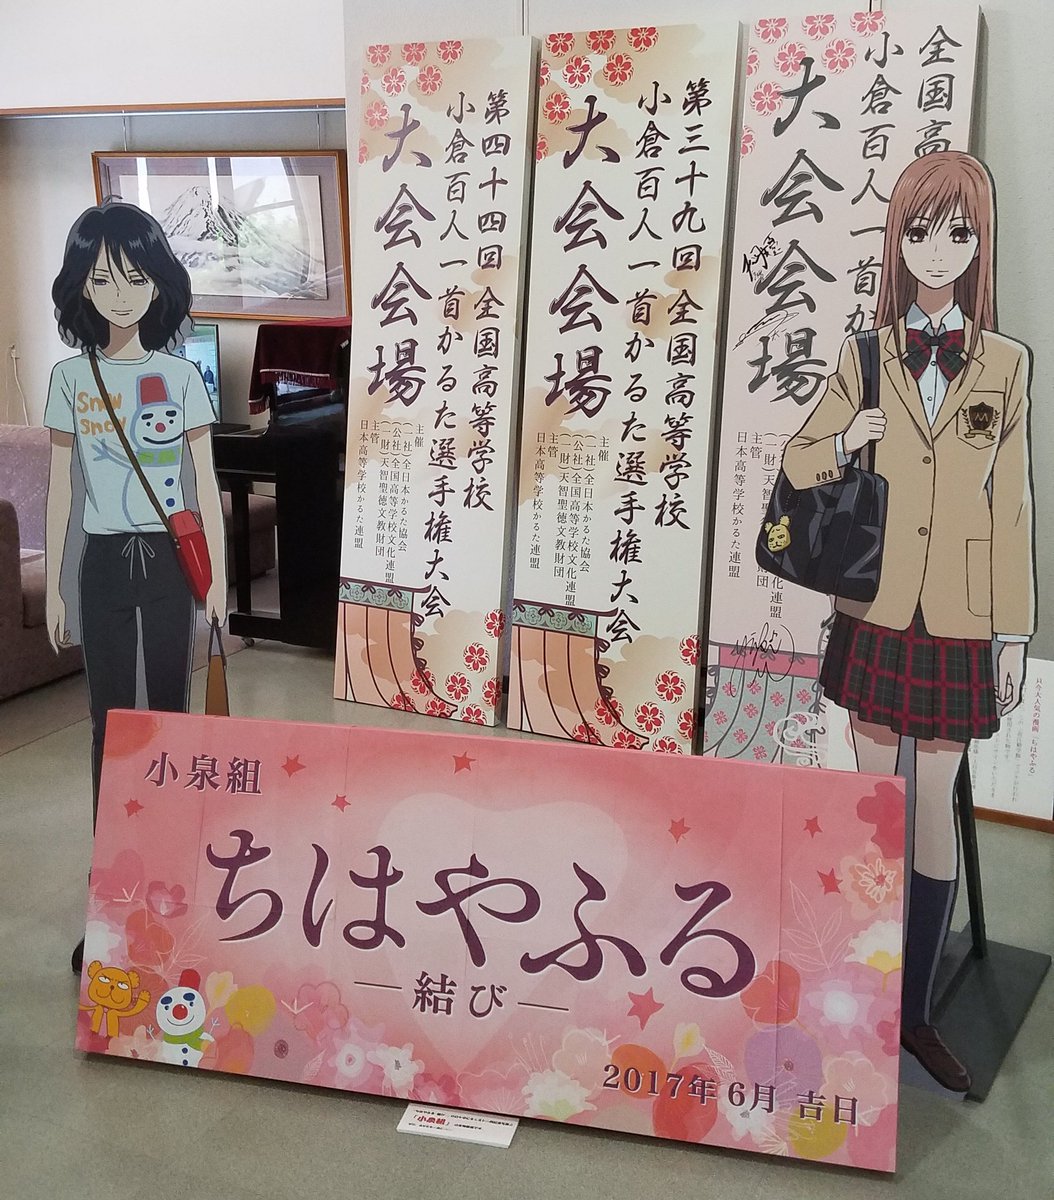 全国高
小倉百人一首か
大会会場
主管
日本高等学校かるた連盟
第三十九回全国高等学校
小倉百人一首かるた選手権大会
大会会場
主催
(一社)全日本かるた協会
(公社)全国高等学校文化連盟
(一財)天智聖徳文教財団
主管
日本高等学校かるた連盟
第四十四回全国高等学校
小倉百人一首かるた選手権大会
大会会場
主催
(一社)全日本かるた協会
(公社)全国高等学校文化連盟
(一財)天智聖徳文教財団
主管
日本高等学校かるた連盟
Snow
Snow
小泉組
ちはやふる
―結び―
2017年6月 吉日
「小泉組」